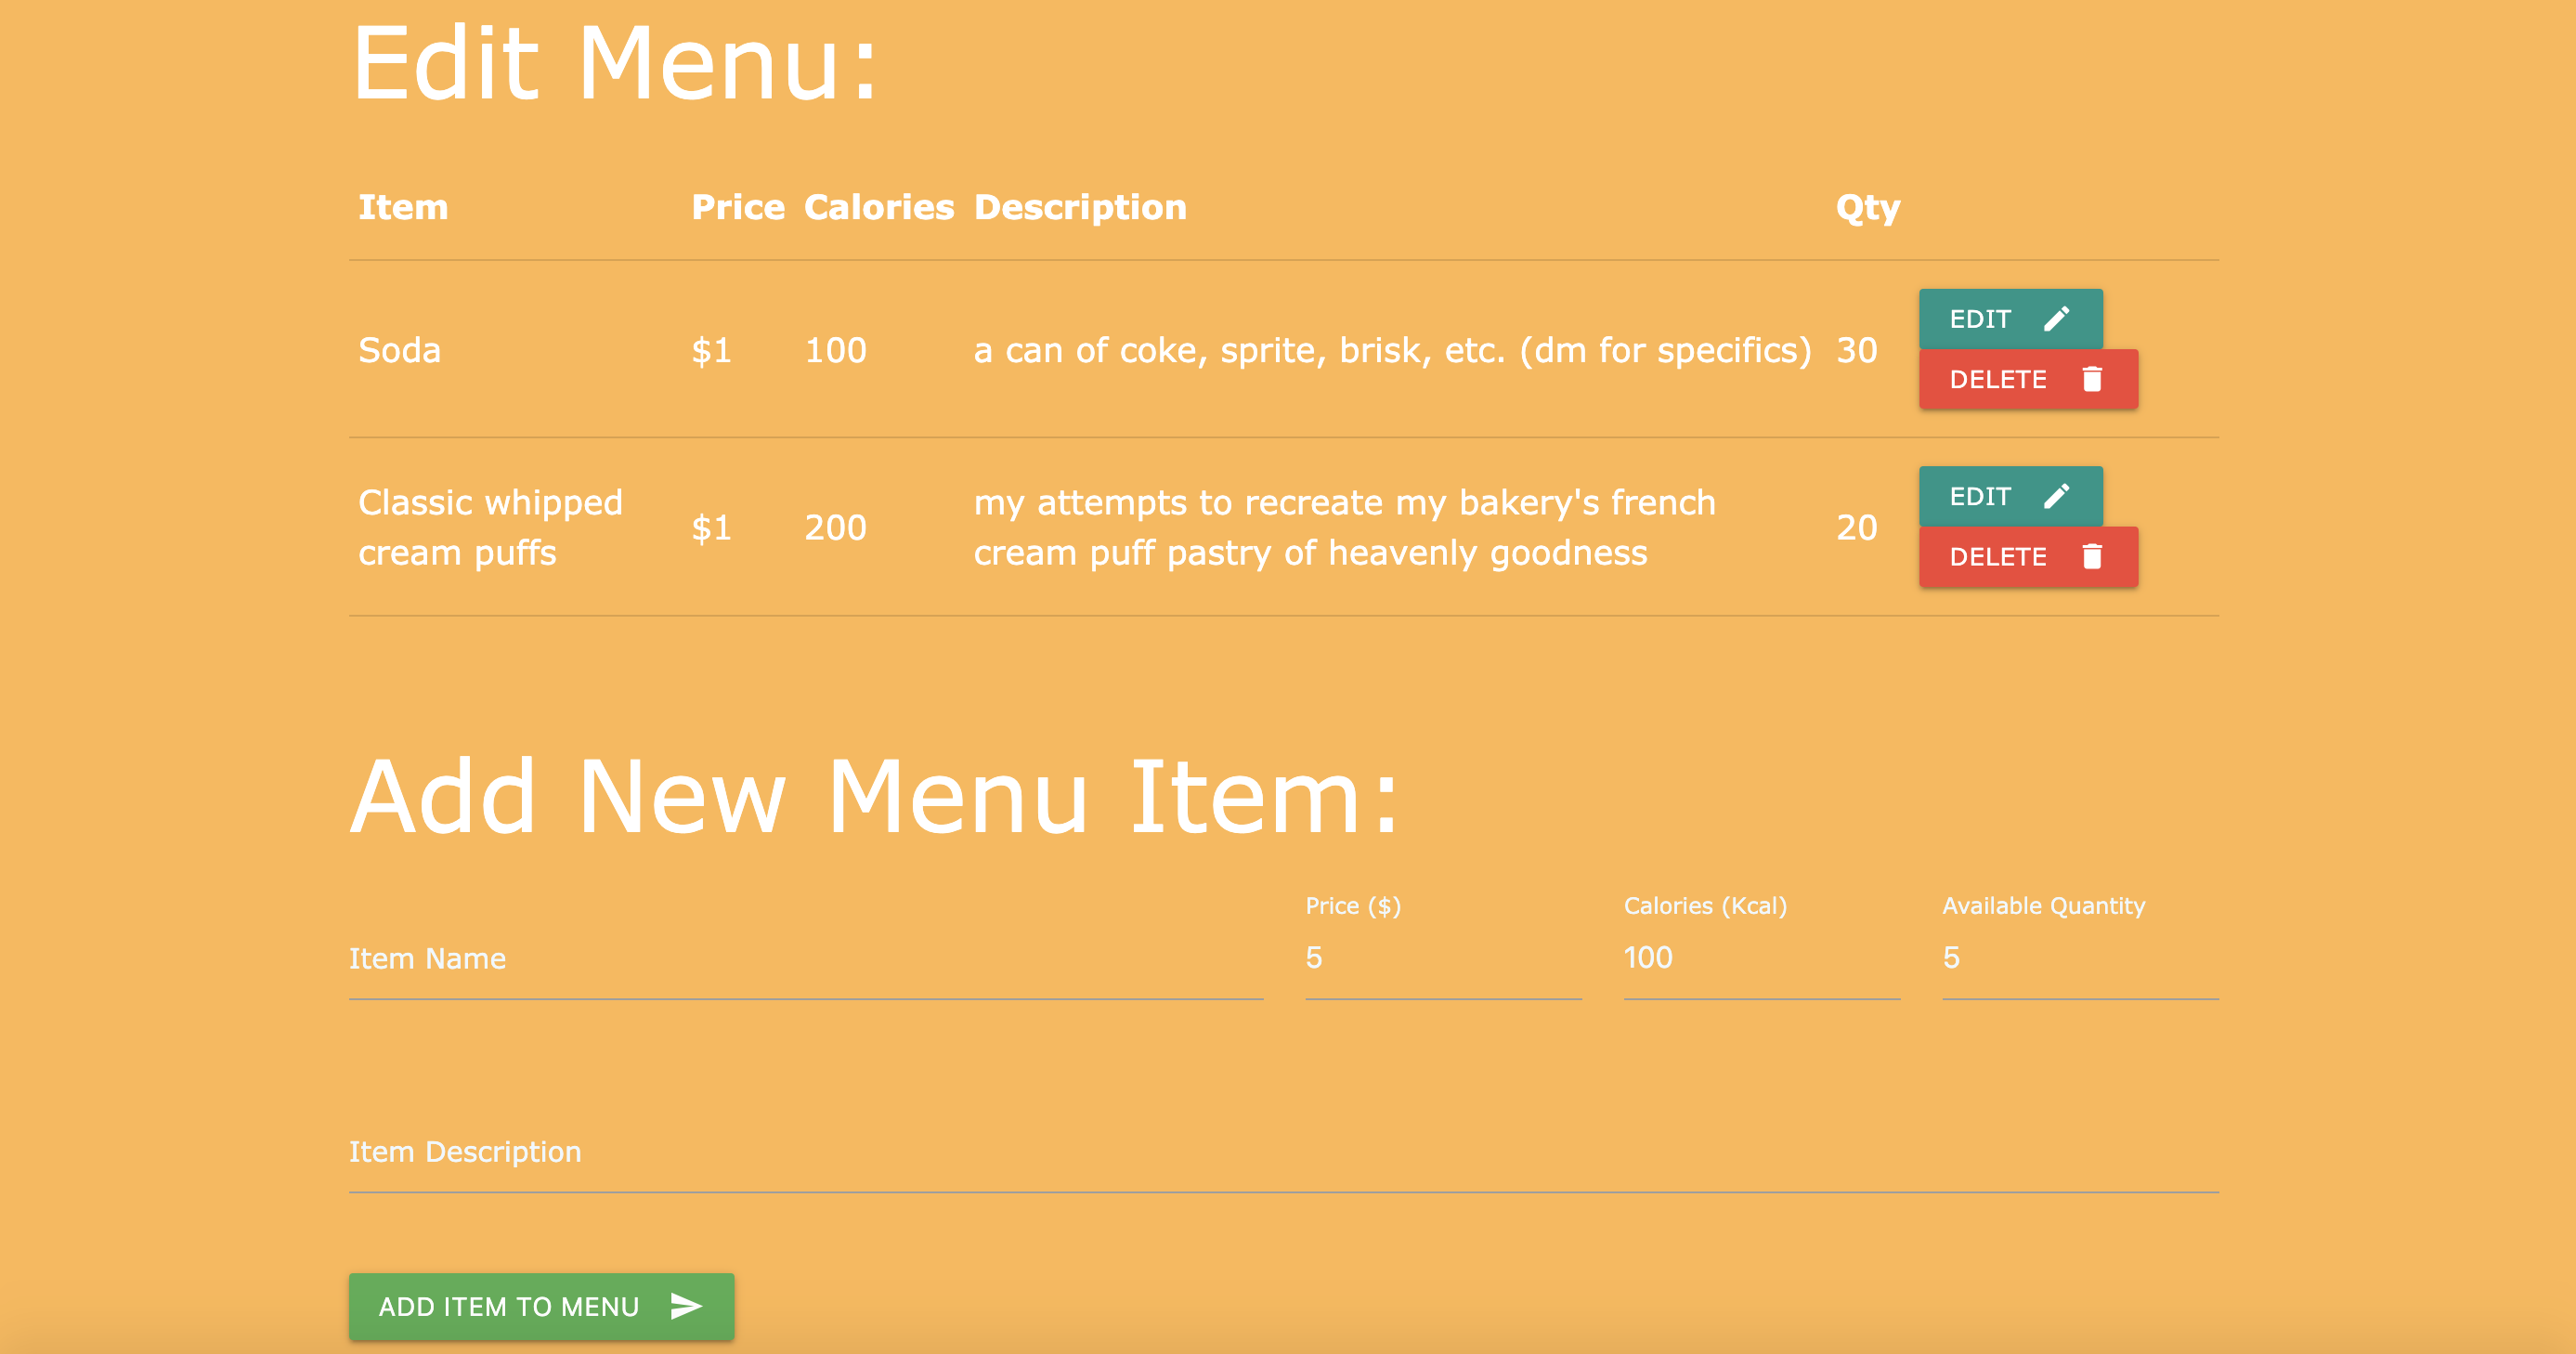 Edit Menu:
Item Price Calories Description Qty
Soda $1 100 a can of coke, sprite, brisk, etc. (dm for specifics) 30
EDIT
DELETE
Classic whipped
cream puffs
$1 200
my attempts to recreate my bakery's french
cream puff pastry of heavenly goodness
20
EDIT
DELETE
Add New Menu Item:
Item Name
Price ($)
5
Calories (Kcal)
100
Available Quantity
5
Item Description
ADD ITEM TO MENU